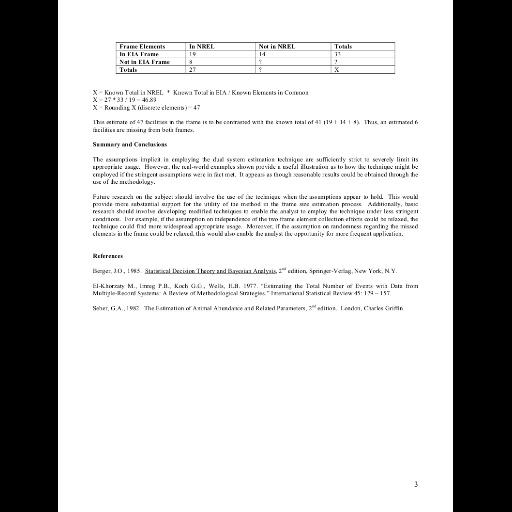 Frame Elements In NREL Not in NREL Totals
In EIA Frame 19 14 33
Not in EIA Frame 8 ? ?
Totals 27 ? X
X = Known Total in NREL * Known Total in EIA / Known Elements in Common
X = 27 * 33 / 19 = 46.89
X = Rounding X (discrete elements) = 47
This estimate of 47 facilities in the frame is to be contrasted with the known total of 41 (19 + 14 + 8). Thus, an estimated 6
facilities are missing from both frames.
Summary and Conclusions
The assumptions implicit in employing the dual system estimation technique are sufficiently strict to severely limit its
appropriate usage. However, the real-world examples shown provide a useful illustration as to how the technique might be
employed if the stringent assumptions were in fact met. It appears as though reasonable results could be obtained through the
use of the methodology.
Future research on the subject should involve the use of the technique when the assumptions appear to hold. This would
provide more substantial support for the utility of the method in the frame size estimation process. Additionally, basic
research should involve developing modified techniques to enable the analyst to employ the technique under less stringent
conditions. For example, if the assumption on independence of the two frame element collection efforts could be relaxed, the
technique could find more widespread appropriate usage. Moreover, if the assumption on randomness regarding the missed
elements in the frame could be relaxed, this would also enable the analyst the opportunity for more frequent application.
References
Berger, J.O., 1985. Statistical Decision Theory and Bayesian Analysis, 2nd edition, Springer-Verlag, New York, N.Y.
El-Khorazty M., Imrey P.B., Koch G.G., Wells, H.B. 1977. "Estimating the Total Number of Events with Data from
Multiple-Record Systems: A Review of Methodological Strategies." International Statistical Review 45: 129 – 157.
Seber, G.A., 1982. The Estimation of Animal Abundance and Related Parameters, 2nd edition. London, Charles Griffin.
3